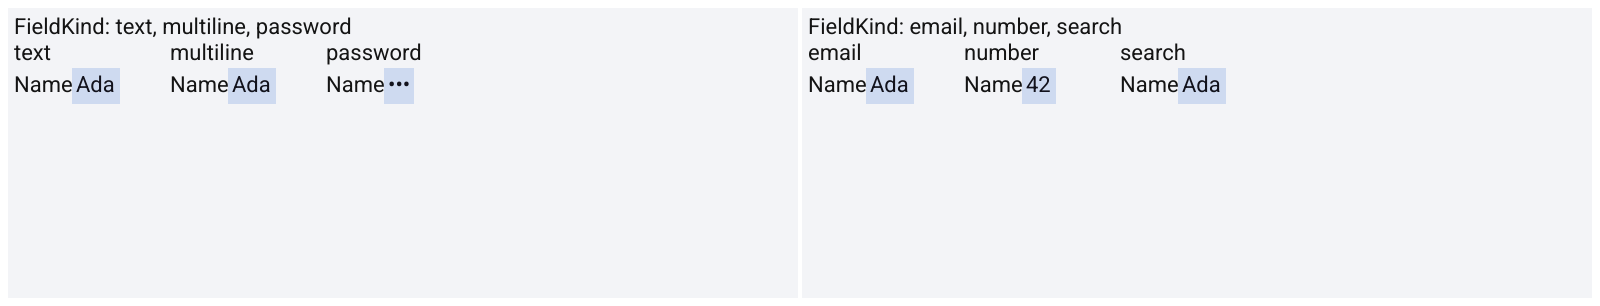 FieldKind: text, multiline, password
text multiline password
Name Ada Name Ada Name •••
FieldKind: email, number, search
email number search
Name Ada Name 42 Name Ada